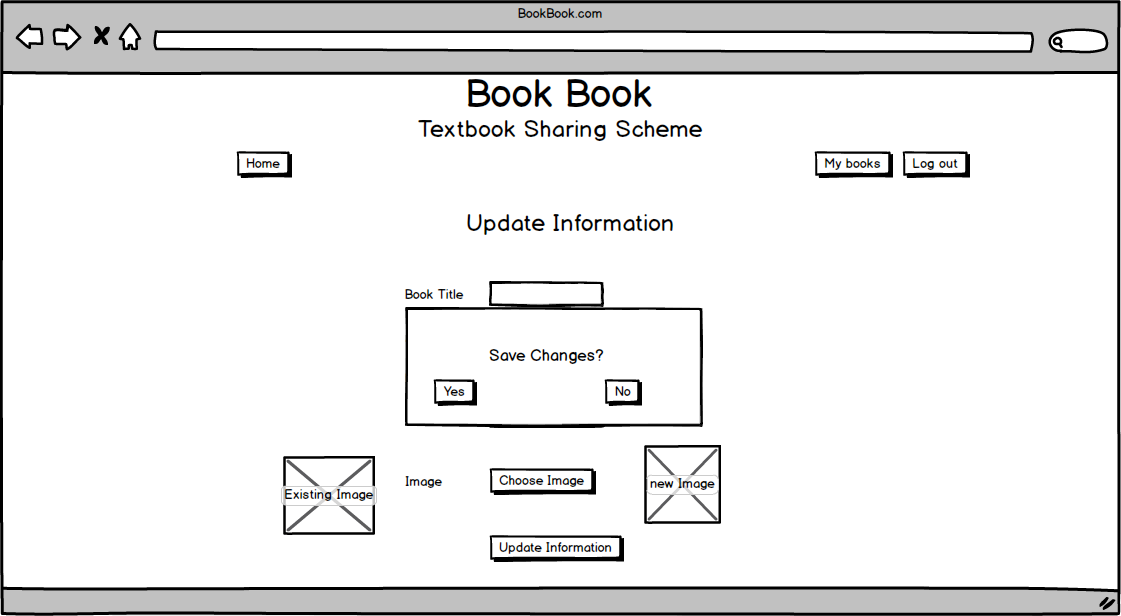 BookBook.com
Book Book
Textbook Sharing Scheme
Home
My books
Log out
Update Information
Book Title
Save Changes?
Yes
No
Existing Image
Image
Choose Image
new Image
Update Information